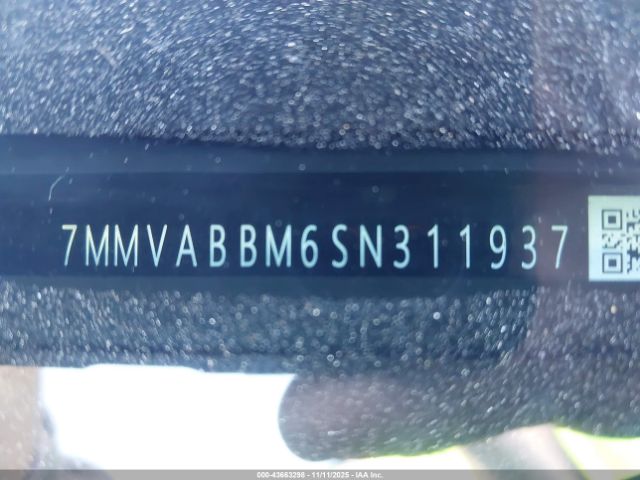 7MMVABBM6SN311937
000-43663298 - 11/11/2025 - IAA Inc.